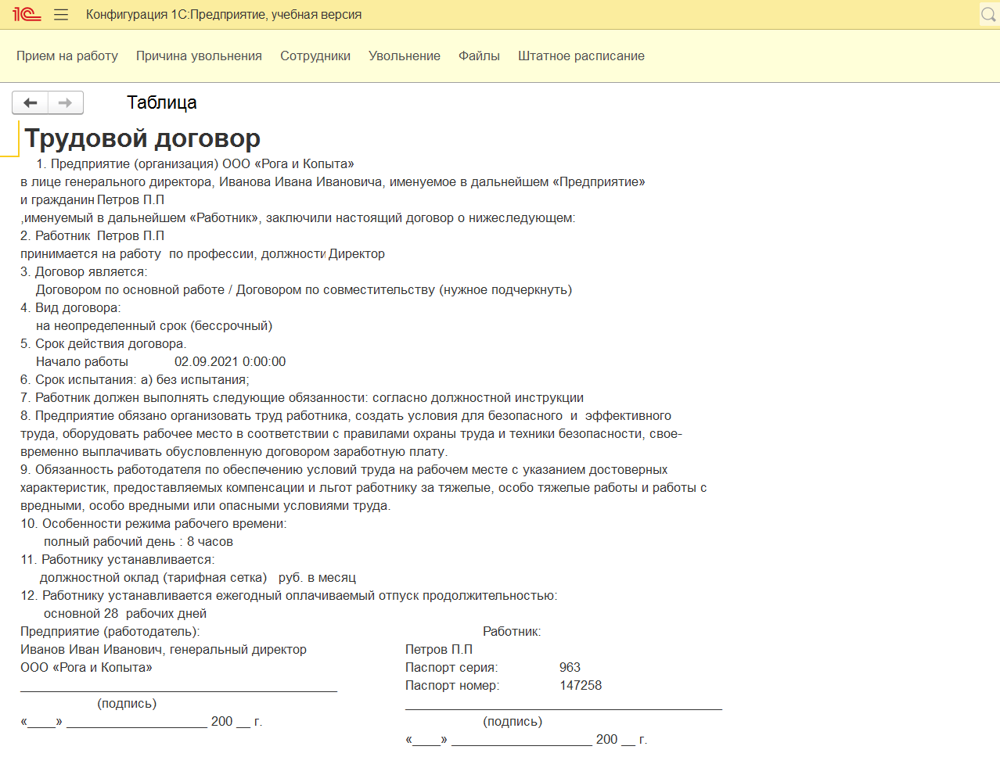 1С Конфигурация 1С:Предприятие, учебная версия
Прием на работу Причина увольнения Сотрудники Увольнение Файлы Штатное расписание
Таблица
Трудовой договор
1. Предприятие (организация) ООО «Рога и Копыта»
в лице генерального директора, Иванова Ивана Ивановича, именуемое в дальнейшем «Предприятие»
и гражданин Петров П.П
,именуемый в дальнейшем «Работник», заключили настоящий договор о нижеследующем:
2. Работник Петров П.П
принимается на работу по профессии, должности Директор
3. Договор является:
Договором по основной работе / Договором по совместительству (нужное подчеркнуть)
4. Вид договора:
на неопределенный срок (бессрочный)
5. Срок действия договора.
Начало работы 02.09.2021 0:00:00
6. Срок испытания: а) без испытания;
7. Работник должен выполнять следующие обязанности: согласно должностной инструкции
8. Предприятие обязано организовать труд работника, создать условия для безопасного и эффективного
труда, оборудовать рабочее место в соответствии с правилами охраны труда и техники безопасности, свое-
временно выплачивать обусловленную договором заработную плату.
9. Обязанность работодателя по обеспечению условий труда на рабочем месте с указанием достоверных
характеристик, предоставляемых компенсации и льгот работнику за тяжелые, особо тяжелые работы и работы с
вредными, особо вредными или опасными условиями труда.
10. Особенности режима рабочего времени:
полный рабочий день : 8 часов
11. Работнику устанавливается:
должностной оклад (тарифная сетка) руб. в месяц
12. Работнику устанавливается ежегодный оплачиваемый отпуск продолжительностью:
основной 28 рабочих дней
Предприятие (работодатель): Работник:
Иванов Иван Иванович, генеральный директор Петров П.П
ООО «Рога и Копыта» Паспорт серия: 963
Паспорт номер: 147258
(подпись)
(подпись)
«____» ____________________ 200 __ г.
«____» ____________________ 200 __ г.